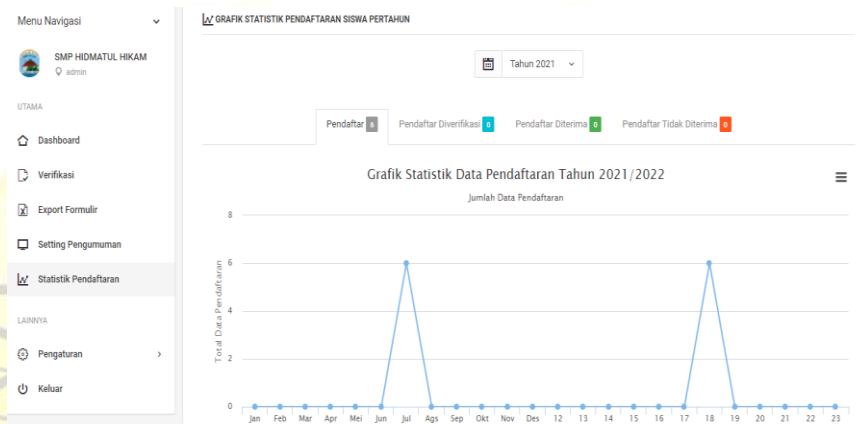 Menu Navigasi
SMP HIDMATUL HIKAM
admin
UTAMA
Dashboard
Verifikasi
Export Formulir
Setting Pengumuman
Statistik Pendaftaran
LAINNYA
Pengaturan
Keluar
GRAFIK STATISTIK PENDAFTARAN SISWA PERTAHUN
Tahun 2021
Pendaftar 6 Pendaftar Diverifikasi 0 Pendaftar Diterima 0 Pendaftar Tidak Diterima 0
Grafik Statistik Data Pendaftaran Tahun 2021/2022
Jumlah Data Pendaftaran
Total Data Pendaftaran
8
6
4
2
0
Jan Feb Mar Apr Mei Jun Jul Ags Sep Okt Nov Des 12 13 14 15 16 17 18 19 20 21 22 23